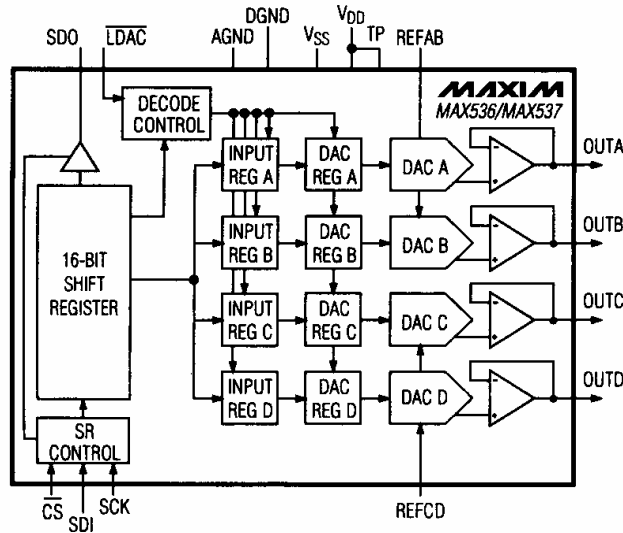 SDO
LDAC
AGND
DGND
VSS
VDD
TP
REFAB
MAXIM
MAX536/MAX537
DECODE
CONTROL
16-BIT
SHIFT
REGISTER
SR
CONTROL
CS
SDI
SCK
INPUT
REG A
DAC
REG A
DAC A
OUTA
INPUT
REG B
DAC
REG B
DAC B
OUTB
INPUT
REG C
DAC
REG C
DAC C
OUTC
INPUT
REG D
DAC
REG D
DAC D
OUTD
REFCD